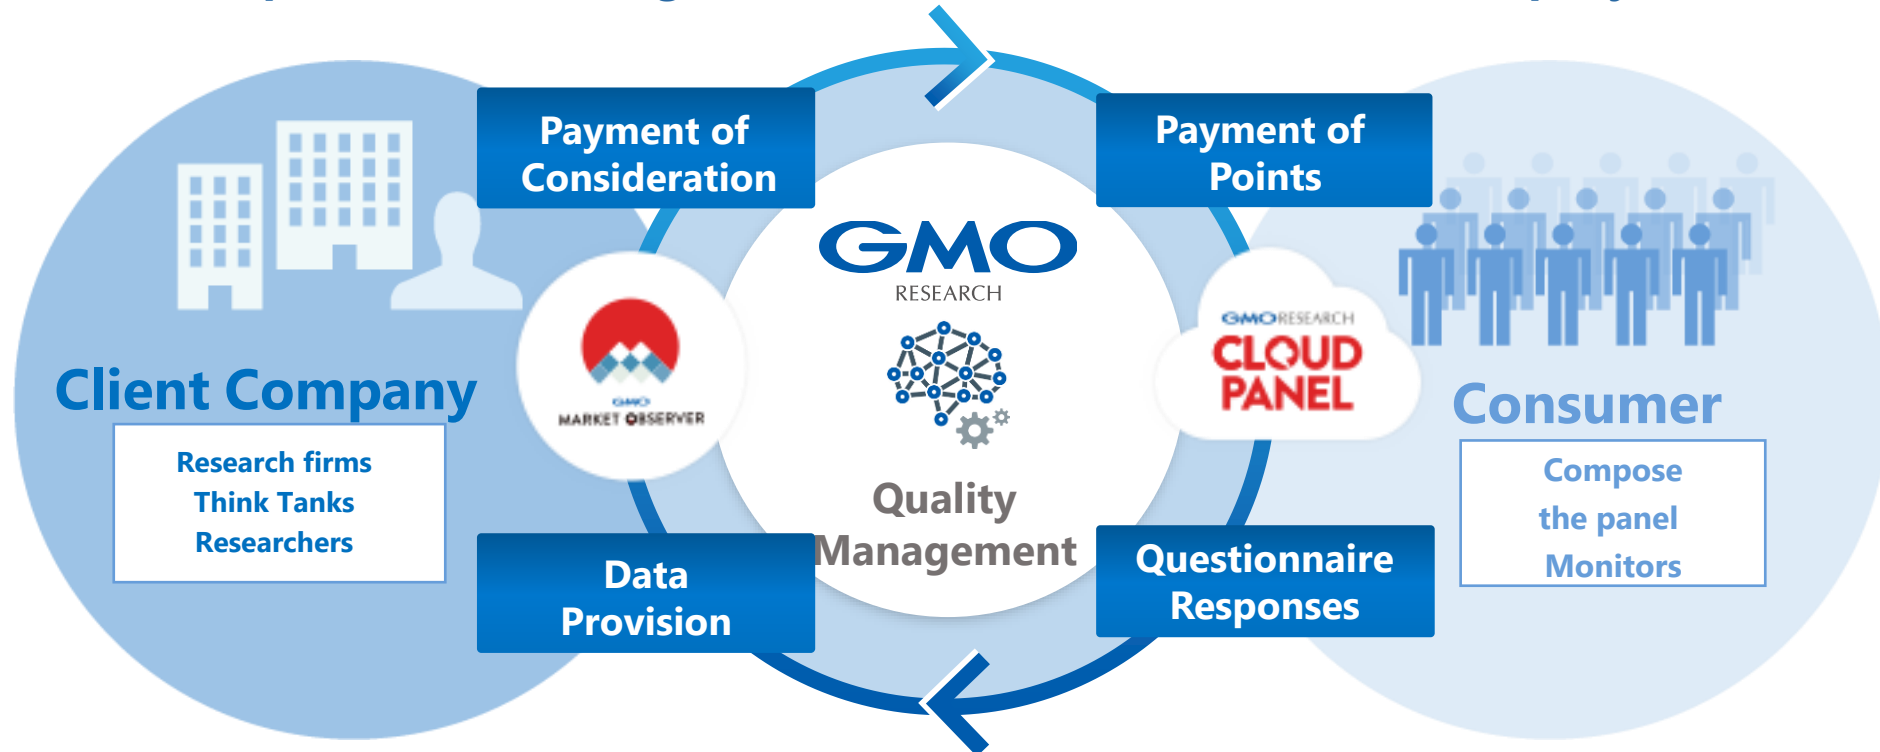 Payment of
Consideration
Payment of
Points
GMO
RESEARCH
GMO
MARKET OBSERVER
GMO RESEARCH
CLOUD
PANEL
Client Company
Research firms
Think Tanks
Researchers
Consumer
Compose
the panel
Monitors
Quality
Management
Data
Provision
Questionnaire
Responses